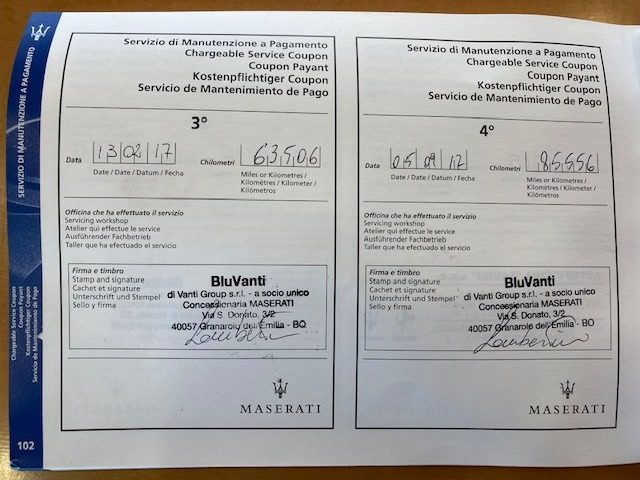 SERVIZIO DI MANUTENZIONE A PAGAMENTO
Chargeable Service Coupon
Coupon Payant
Kostenpflichtiger Coupon
Servicio de Mantenimiento de Pago
102
Servizio di Manutenzione a Pagamento
Chargeable Service Coupon
Coupon Payant
Kostenpflichtiger Coupon
Servicio de Mantenimiento de Pago
3°
Data 13 02 17 Chilometri 63506
Date / Date / Datum / Fecha
Miles or Kilometres /
Kilomètres / Kilometer /
Kilómetros
Officina che ha effettuato il servizio
Servicing workshop
Atelier qui effectue le service
Ausführender Fachbetrieb
Taller que ha efectuado el servicio
Firma e timbro
Stamp and signature
Cachet et signature
Unterschrift und Stempel
Sello y firma
BluVanti
di Vanti Group s.r.l. - a socio unico
Concessionaria MASERATI
Via S. Donato, 3/2
40057 Granarolo dell'Emilia - BO
MASERATI
Servizio di Manutenzione a Pagamento
Chargeable Service Coupon
Coupon Payant
Kostenpflichtiger Coupon
Servicio de Mantenimiento de Pago
4°
Data 05 09 17 Chilometri 85556
Date / Date / Datum / Fecha
Miles or Kilometres /
Kilomètres / Kilometer /
Kilómetros
Officina che ha effettuato il servizio
Servicing workshop
Atelier qui effectue le service
Ausführender Fachbetrieb
Taller que ha efectuado el servicio
Firma e timbro
Stamp and signature
Cachet et signature
Unterschrift und Stempel
Sello y firma
BluVanti
di Vanti Group s.r.l. - a socio unico
Concessionaria MASERATI
Via S. Donato, 3/2
40057 Granarolo dell'Emilia - BO
MASERATI